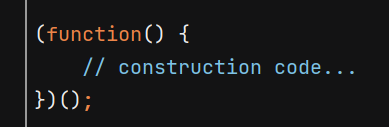 (function() {
    // construction code...
})();